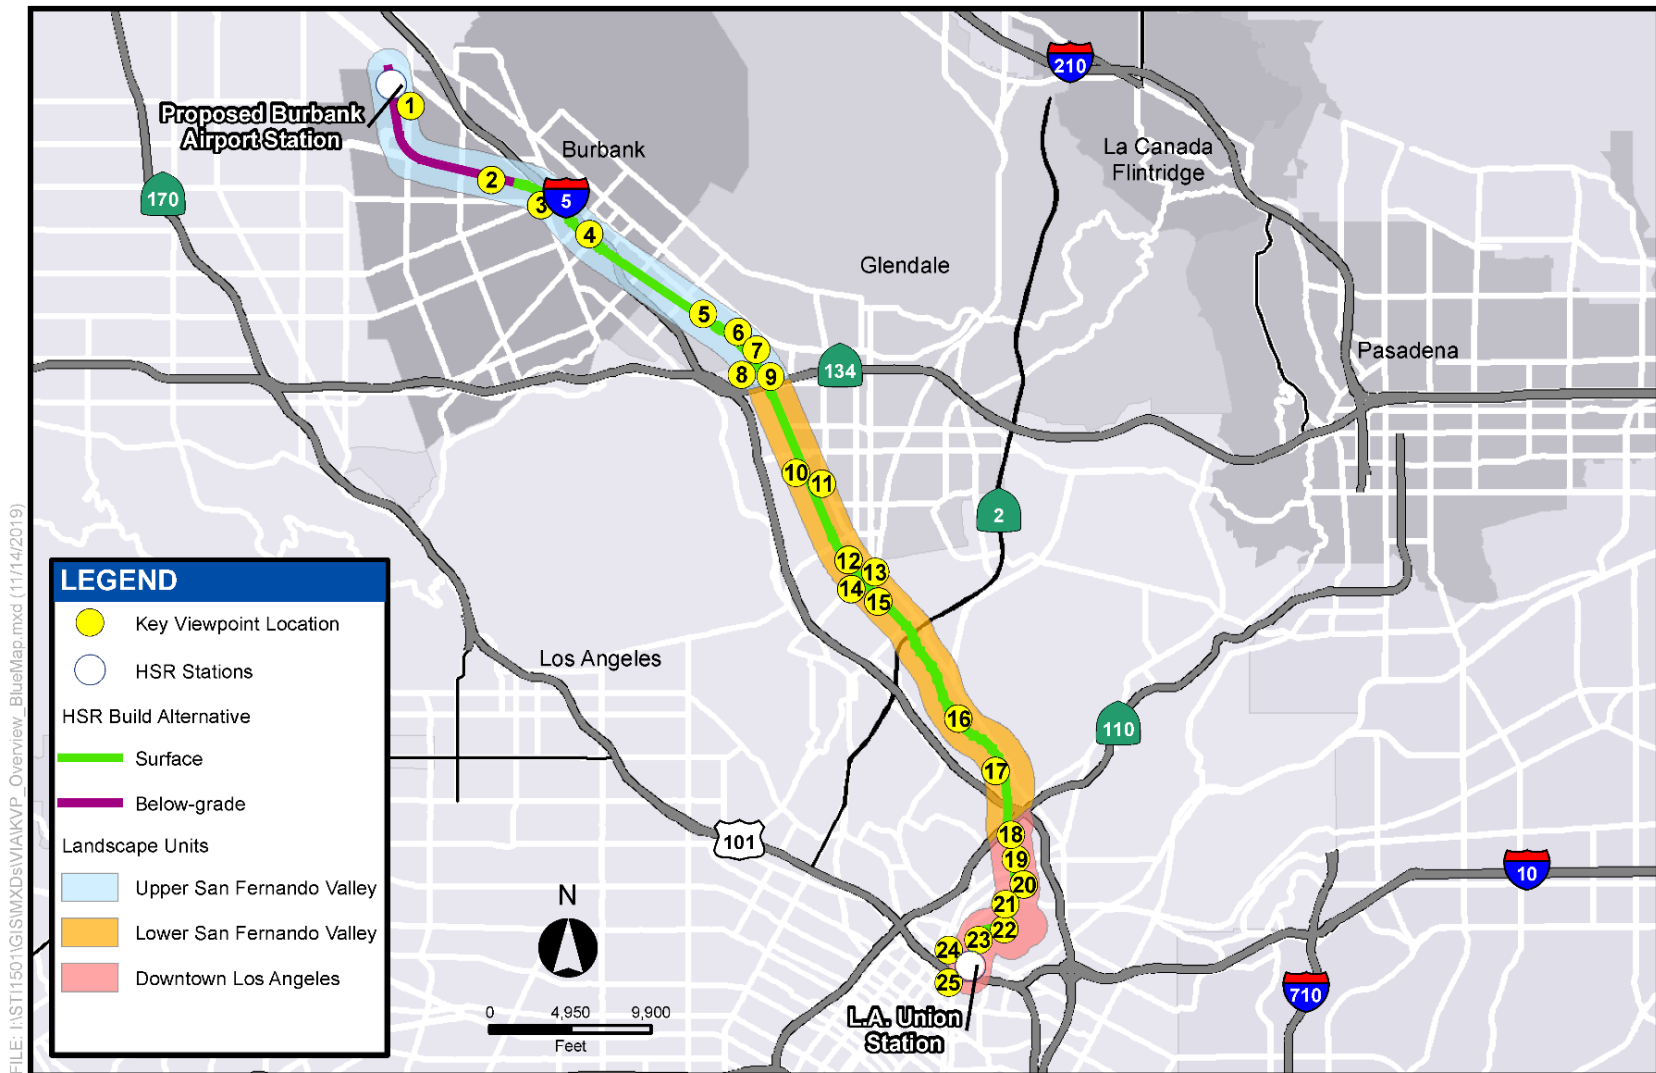 210
Proposed Burbank
Airport Station
1
Burbank
La Canada
Flintridge
170
2
3
5
4
Glendale
5
6
7
8
9
134
Pasadena
10
11
2
12
13
14
15
Los Angeles
16
110
17
101
18
19
20
21
22
23
24
25
10
710
L.A. Union
Station
LEGEND
Key Viewpoint Location
HSR Stations
HSR Build Alternative
Surface
Below-grade
Landscape Units
Upper San Fernando Valley
Lower San Fernando Valley
Downtown Los Angeles
N
0 4,950 9,900
Feet
FILE: I:\STI1501\GIS\MXDs\VIA\KVP_Overview_BlueMap.mxd (11/14/2019)